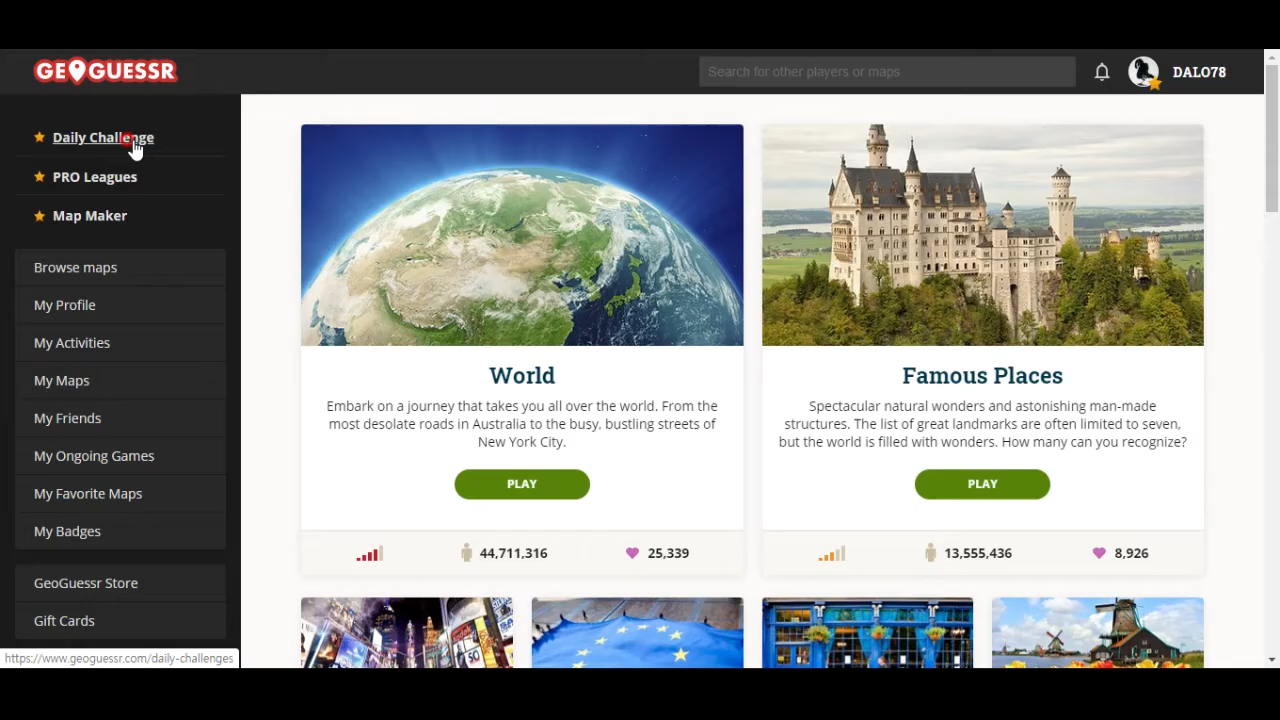 GEOGUESSR
Search for other players or maps
DALO78
Daily Challenge
PRO Leagues
Map Maker
Browse maps
My Profile
My Activities
My Maps
My Friends
My Ongoing Games
My Favorite Maps
My Badges
GeoGuessr Store
Gift Cards
https://www.geoguessr.com/daily-challenges
World
Embark on a journey that takes you all over the world. From the
most desolate roads in Australia to the busy, bustling streets of
New York City.
PLAY
44,711,316
25,339
Famous Places
Spectacular natural wonders and astonishing man-made
structures. The list of great landmarks are often limited to seven,
but the world is filled with wonders. How many can you recognize?
PLAY
13,555,436
8,926